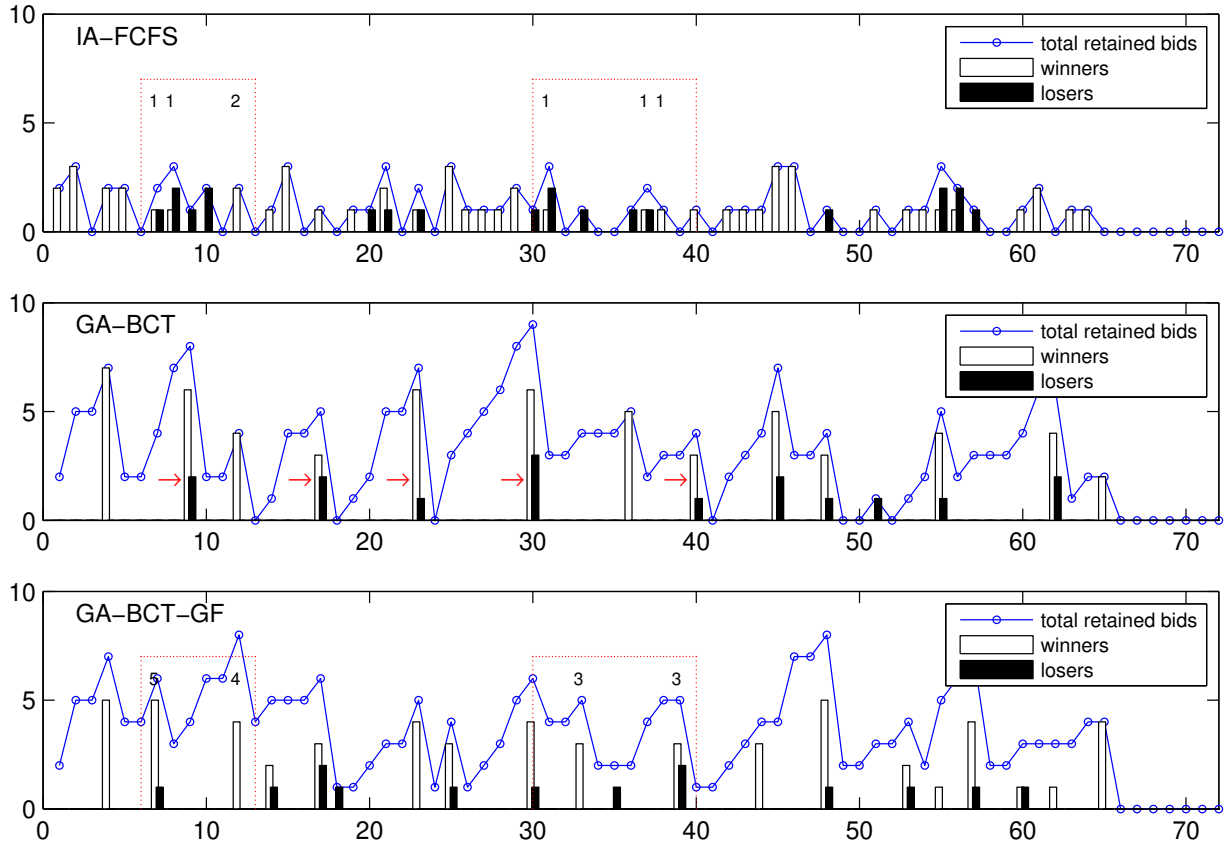 10
IA−FCFS
total retained bids
winners
losers
1 1 2 1 1 1
5
0
0 10 20 30 40 50 60 70
10
GA−BCT
total retained bids
winners
losers
5
0
0 10 20 30 40 50 60 70
10
GA−BCT−GF
total retained bids
winners
losers
5 4 3 3
5
0
0 10 20 30 40 50 60 70